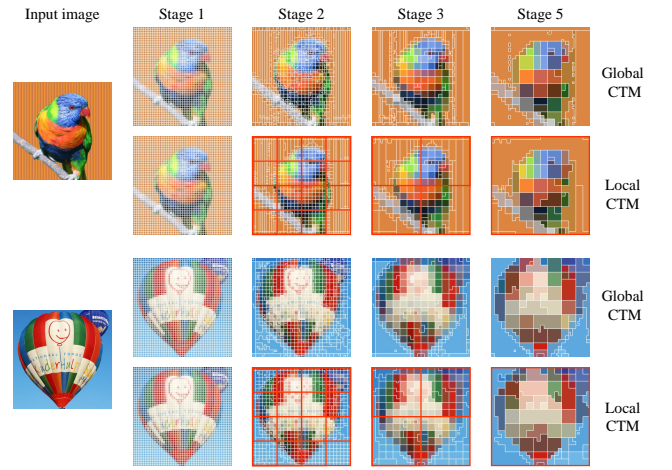 Input image Stage 1 Stage 2 Stage 3 Stage 5
Global
CTM
Local
CTM
Global
CTM
Local
CTM